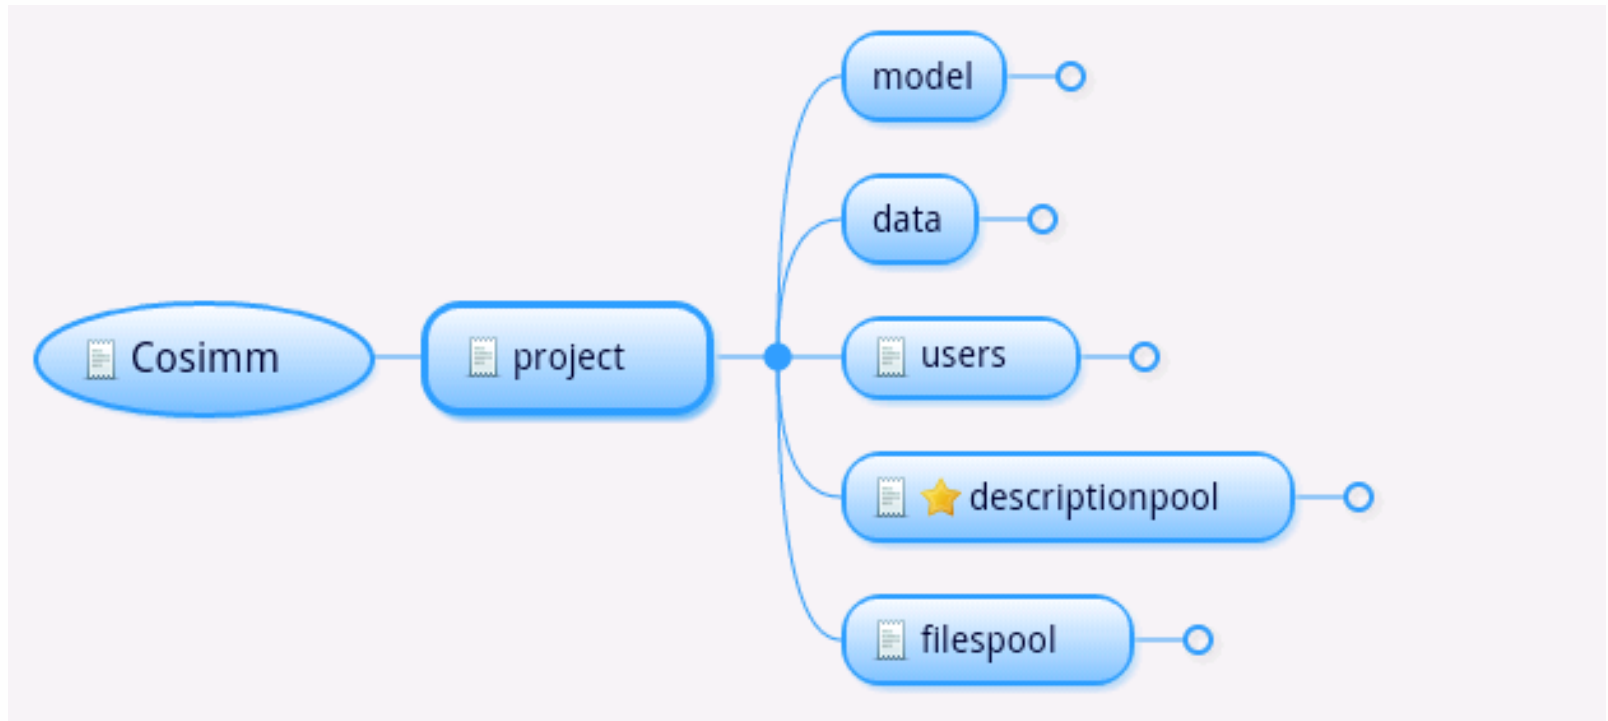 Cosimm
project
model
data
users
descriptionpool
filespool